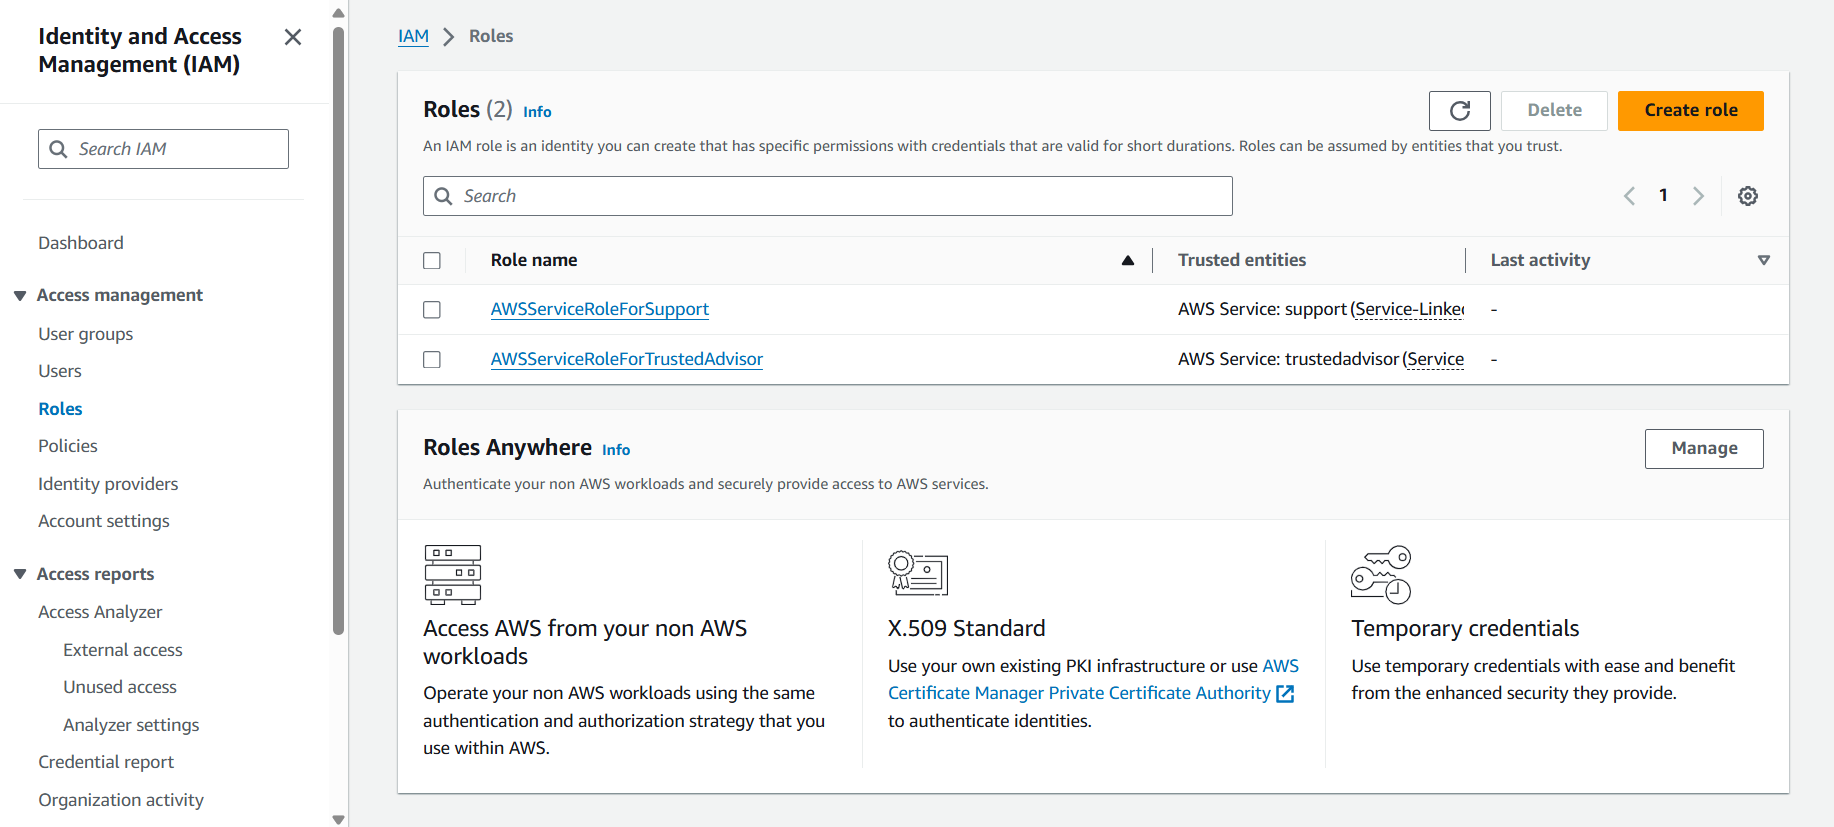 Identity and Access
Management (IAM)
Search IAM
Dashboard
Access management
User groups
Users
Roles
Policies
Identity providers
Account settings
Access reports
Access Analyzer
External access
Unused access
Analyzer settings
Credential report
Organization activity
IAM > Roles
Roles (2) Info
Delete
Create role
An IAM role is an identity you can create that has specific permissions with credentials that are valid for short durations. Roles can be assumed by entities that you trust.
Search
1
Role name Trusted entities Last activity
AWSServiceRoleForSupport AWS Service: support (Service-Linked -
AWSServiceRoleForTrustedAdvisor AWS Service: trustedadvisor (Service -
Roles Anywhere Info
Manage
Authenticate your non AWS workloads and securely provide access to AWS services.
Access AWS from your non AWS
workloads
Operate your non AWS workloads using the same
authentication and authorization strategy that you
use within AWS.
X.509 Standard
Use your own existing PKI infrastructure or use AWS
Certificate Manager Private Certificate Authority
to authenticate identities.
Temporary credentials
Use temporary credentials with ease and benefit
from the enhanced security they provide.